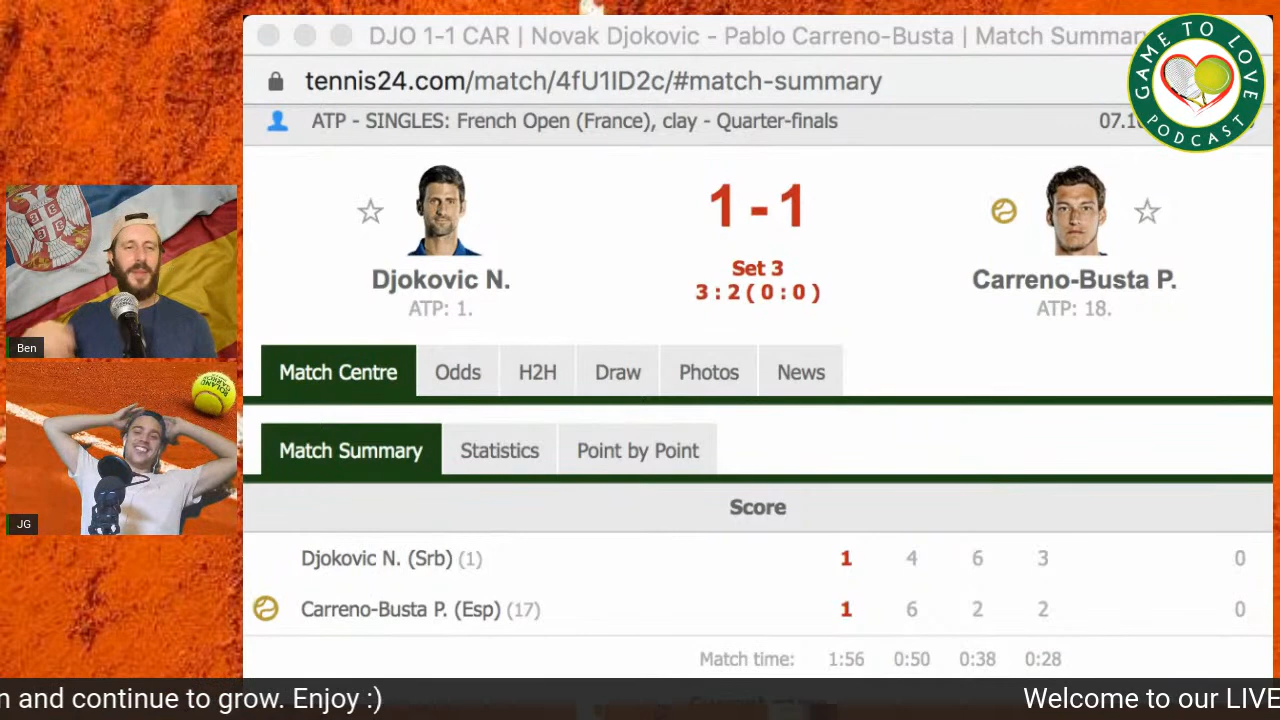 DJO 1-1 CAR | Novak Djokovic - Pablo Carreno-Busta | Match Summar
tennis24.com/match/4fU1lD2c/#match-summary
ATP - SINGLES: French Open (France), clay - Quarter-finals
07.1
GAME TO LOVE
PODCAST
1 - 1
Djokovic N.
ATP: 1.
Set 3
3 : 2 ( 0 : 0 )
Carreno-Busta P.
ATP: 18.
Ben
JG
ROLAND
GARROS
Match Centre Odds H2H Draw Photos News
Match Summary Statistics Point by Point
Score
Djokovic N. (Srb) (1) 1 4 6 3 0
Carreno-Busta P. (Esp) (17) 1 6 2 2 0
Match time: 1:56 0:50 0:38 0:28
n and continue to grow. Enjoy :) Welcome to our LIVE